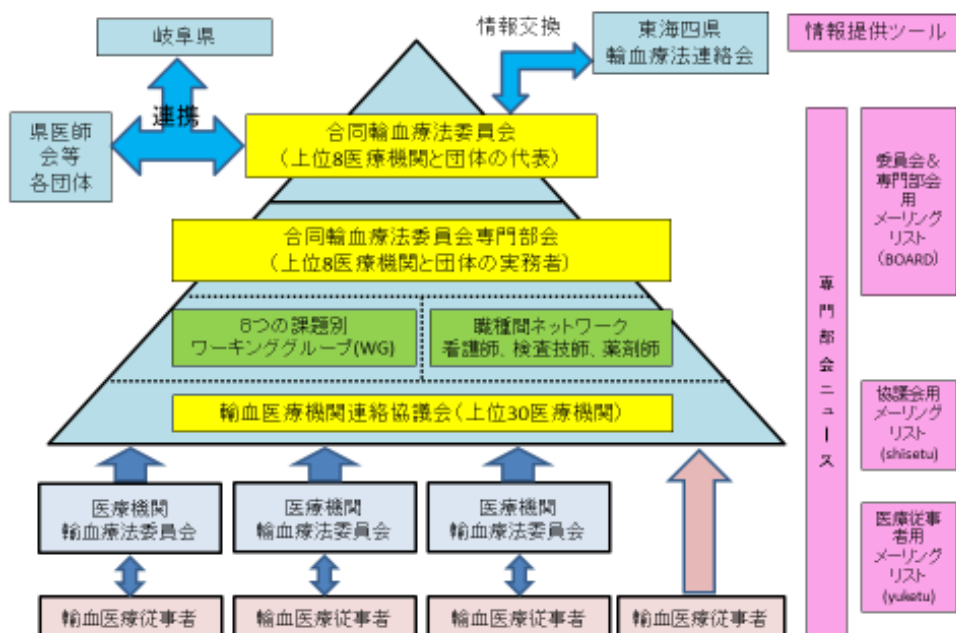 岐阜県
情報交換
東海四県
輸血療法連絡会
情報提供ツール
連携
県医師
会等
各団体
合同輸血療法委員会
(上位8医療機関と団体の代表)
合同輸血療法委員会専門部会
(上位8医療機関と団体の実務者)
6つの課題別
ワーキンググループ(WG)
職種間ネットワーク
看護師、検査技師、薬剤師
輸血医療機関連絡協議会(上位30医療機関)
医療機関
輸血療法委員会
医療機関
輸血療法委員会
医療機関
輸血療法委員会
輸血医療従事者
輸血医療従事者
輸血医療従事者
輸血医療従事者
専門部会ニュース
委員会&
専門部会
用
メーリング
リスト
(BOARD)
協議会用
メーリング
リスト
(shisetu)
医療従事
者用
メーリング
リスト
(yuketu)